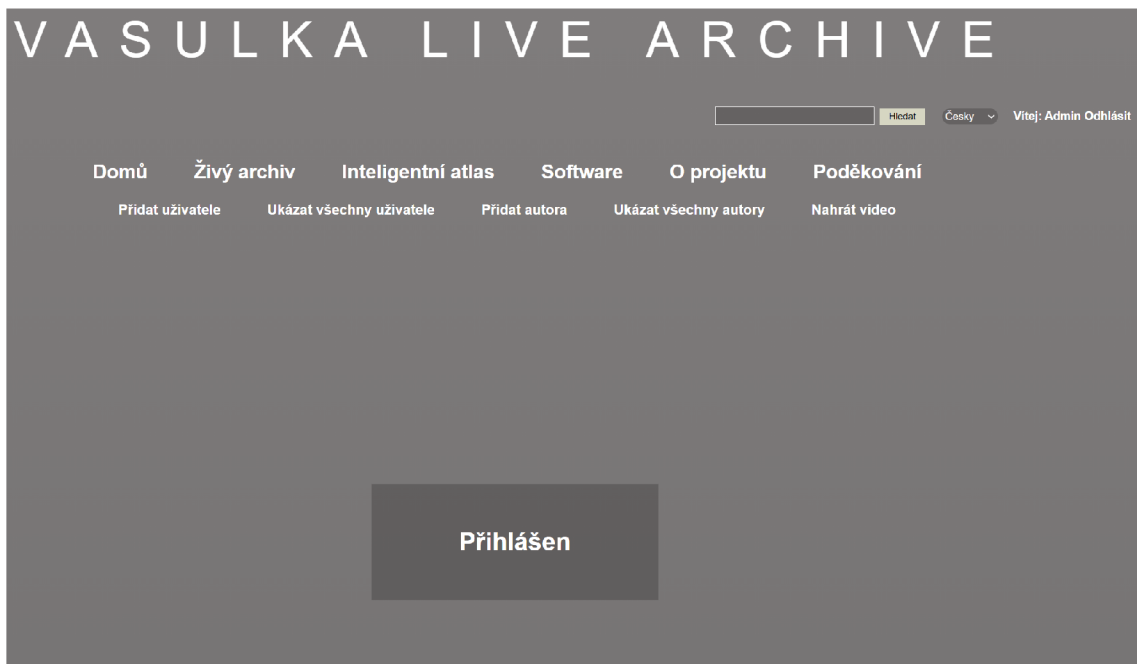 VASULKA LIVE ARCHIVE
Hledat Česky Vítej: Admin Odhlásit
Domů Živý archiv Inteligentní atlas Software O projektu Poděkování
Přidat uživatele Ukázat všechny uživatele Přidat autora Ukázat všechny autory Nahrát video
Přihlášen